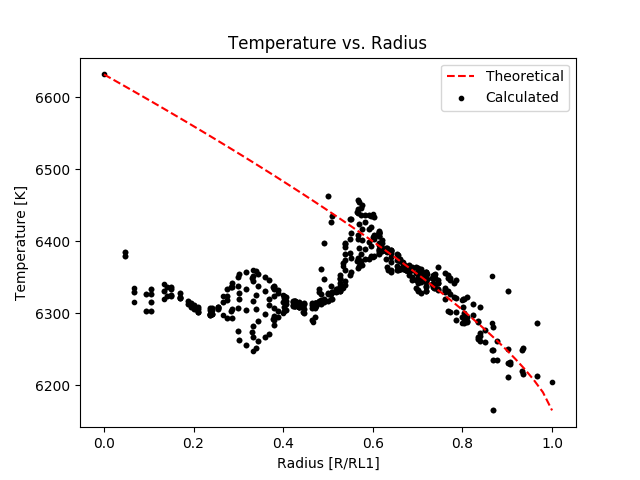 Temperature vs. Radius
Theoretical
Calculated
Temperature [K]
6600
6500
6400
6300
6200
0.0 0.2 0.4 0.6 0.8 1.0
Radius [R/RL1]